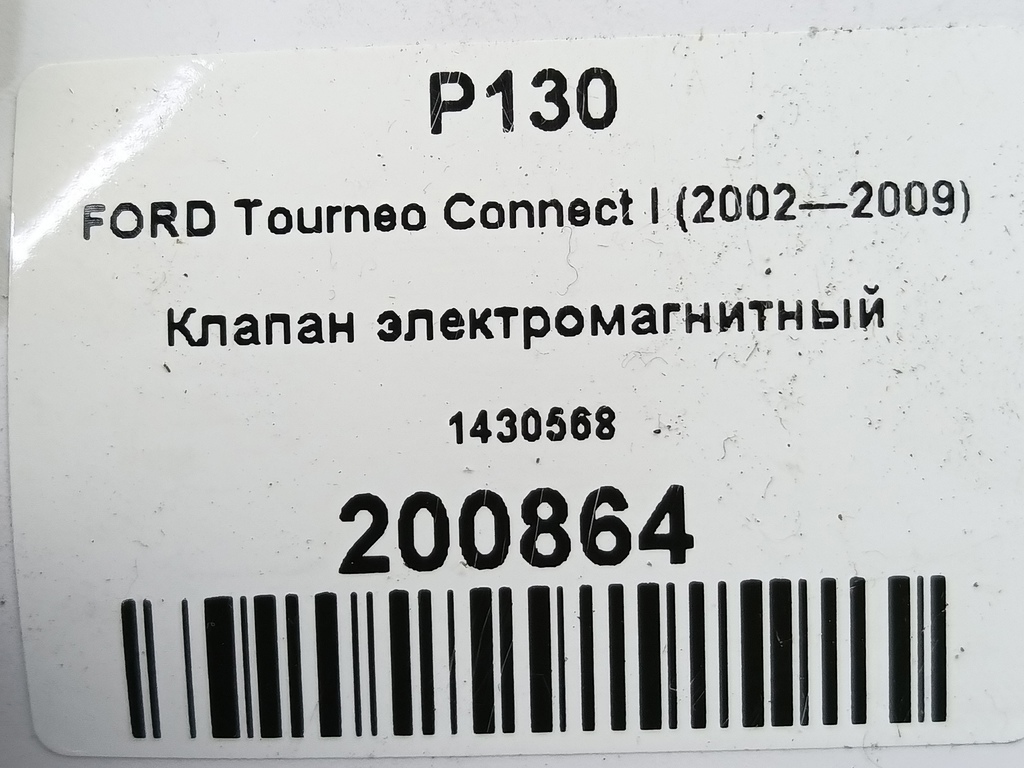 P130
FORD Tourneo Connect I (2002—2009)
Клапан электромагнитный
1430568
200864